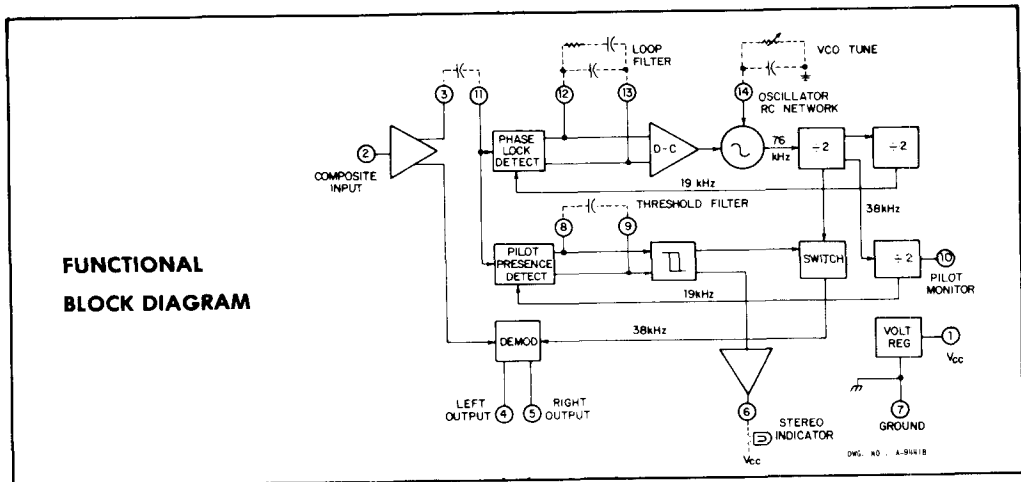 FUNCTIONAL
BLOCK DIAGRAM
LOOP
FILTER
VCO TUNE
3
11
12
13
14
OSCILLATOR
RC NETWORK
2
COMPOSITE
INPUT
PHASE
LOCK
DETECT
D-C
76
kHz
÷2
÷2
19 kHz
38kHz
THRESHOLD FILTER
8
9
PILOT
PRESENCE
DETECT
SWITCH
÷2
10
PILOT
MONITOR
19kHz
38kHz
DEMOD
VOLT
REG
1
Vcc
LEFT
OUTPUT
4
5
RIGHT
OUTPUT
6
STEREO
INDICATOR
Vcc
7
GROUND
DWG. NO. A-9441B